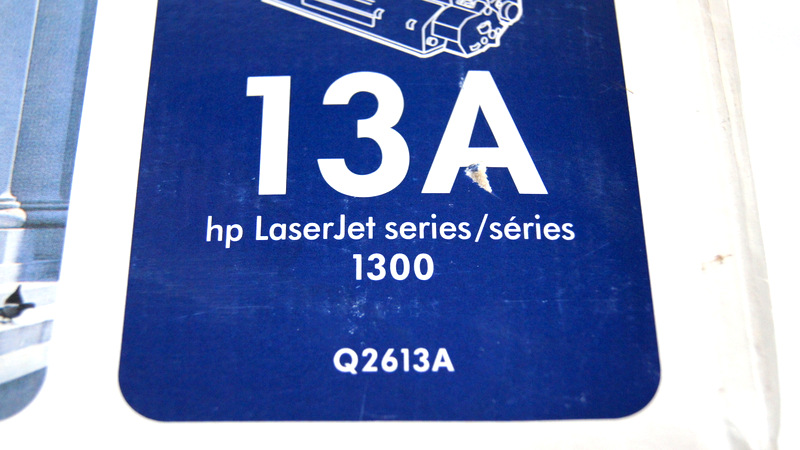 13A
hp LaserJet series/séries
1300
Q2613A